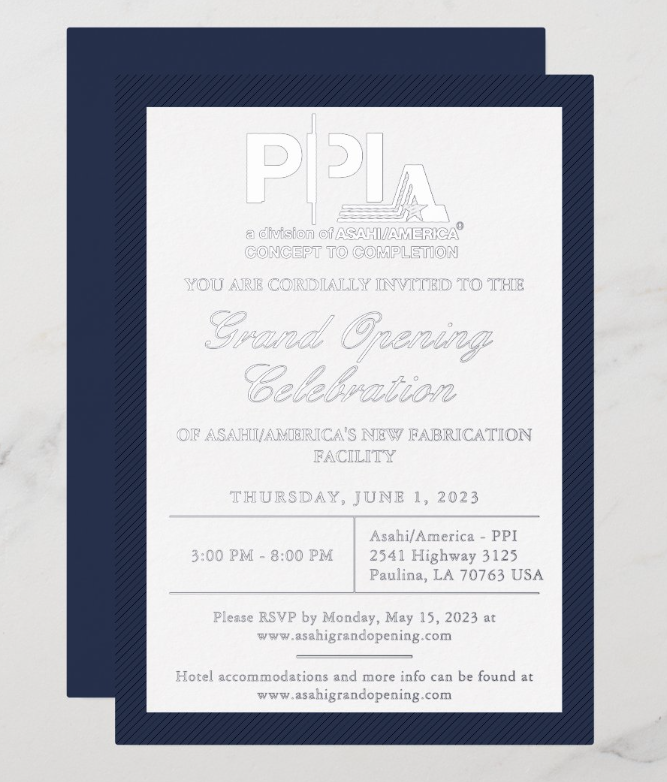 PPI A
a division of ASAHI/AMERICA®
CONCEPT TO COMPLETION
YOU ARE CORDIALLY INVITED TO THE
Grand Opening
Celebration
OF ASAHI/AMERICA'S NEW FABRICATION
FACILITY
THURSDAY, JUNE 1, 2023
3:00 PM - 8:00 PM
Asahi/America - PPI
2541 Highway 3125
Paulina, LA 70763 USA
Please RSVP by Monday, May 15, 2023 at
www.asahigrandopening.com
Hotel accommodations and more info can be found at
www.asahigrandopening.com